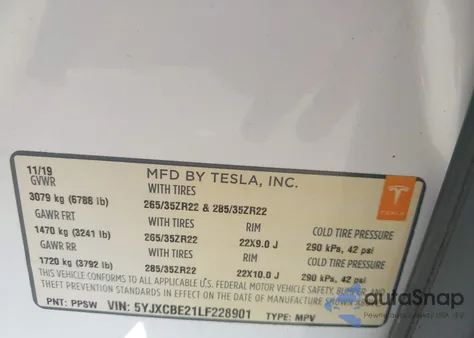 11/19 MFD BY TESLA, INC.
GVWR WITH TIRES TESLA
3079 kg (6788 lb) 265/35ZR22 & 285/35ZR22
GAWR FRT WITH TIRES RIM COLD TIRE PRESSURE
1470 kg (3241 lb) 265/35ZR22 22X9.0 J 290 kPa, 42 psi
GAWR RR WITH TIRES RIM COLD TIRE PRESSURE
1720 kg (3792 lb) 285/35ZR22 22X10.0 J 290 kPa, 42 psi
THIS VEHICLE CONFORMS TO ALL APPLICABLE U.S. FEDERAL MOTOR VEHICLE SAFETY, BUMPER, AND
THEFT PREVENTION STANDARDS IN EFFECT ON THE DATE OF MANUFACTURE SHOWN
PNT: PPSW VIN: 5YJXCBE21LF228901 TYPE: MPV
autoSnap